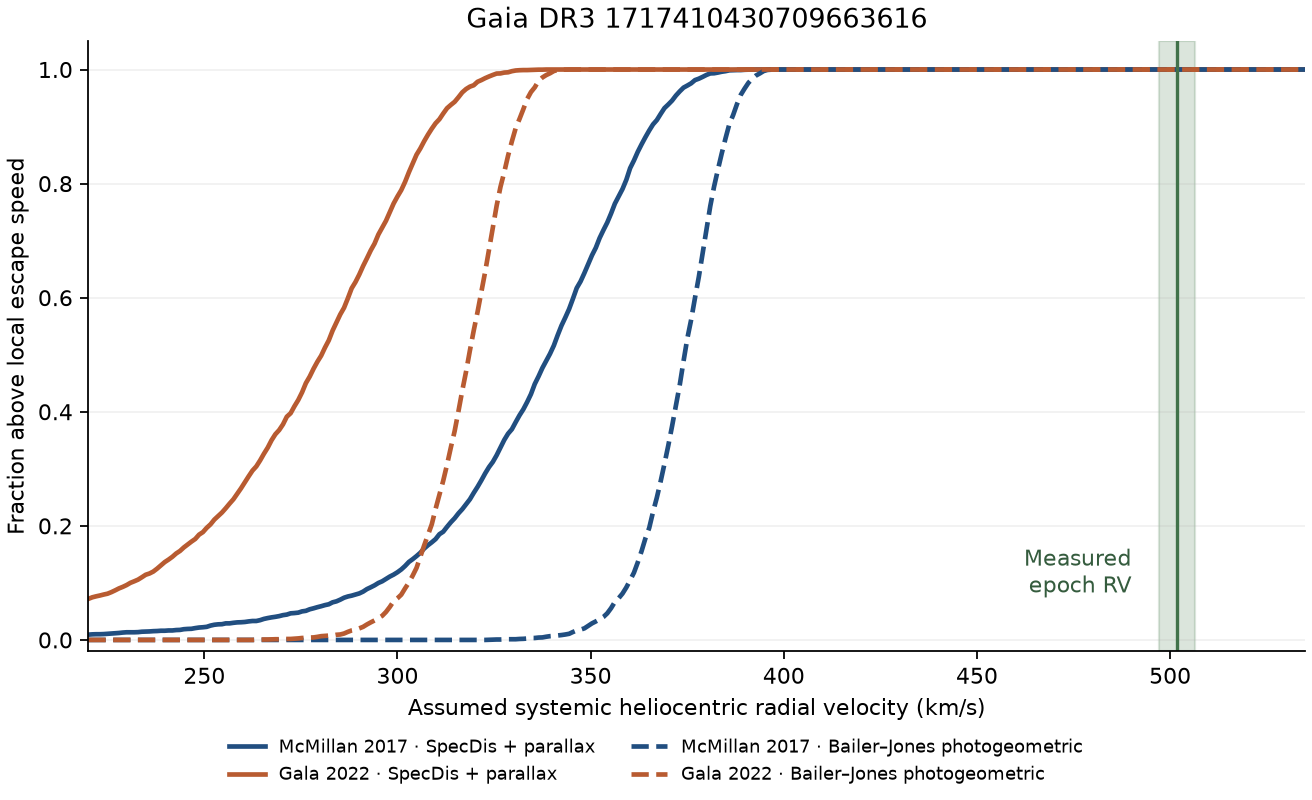 Gaia DR3 1717410430709663616
Fraction above local escape speed
1.0
0.8
0.6
0.4
0.2
0.0
Measured
epoch RV
250 300 350 400 450 500
Assumed systemic heliocentric radial velocity (km/s)
McMillan 2017 · SpecDis + parallax
McMillan 2017 · Bailer–Jones photogeometric
Gala 2022 · SpecDis + parallax
Gala 2022 · Bailer–Jones photogeometric